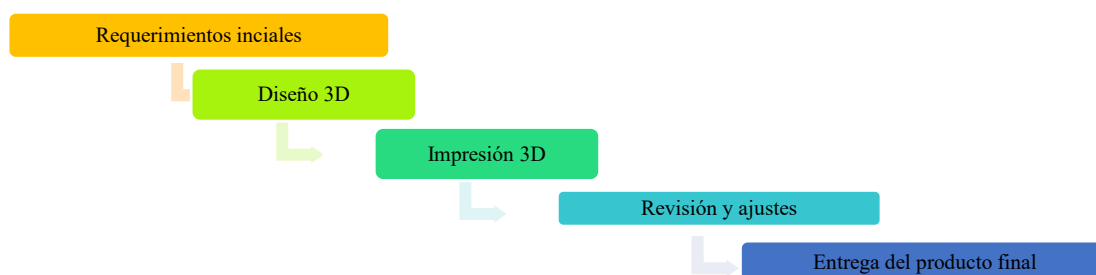 Requerimientos inciales
Diseño 3D
Impresión 3D
Revisión y ajustes
Entrega del producto final